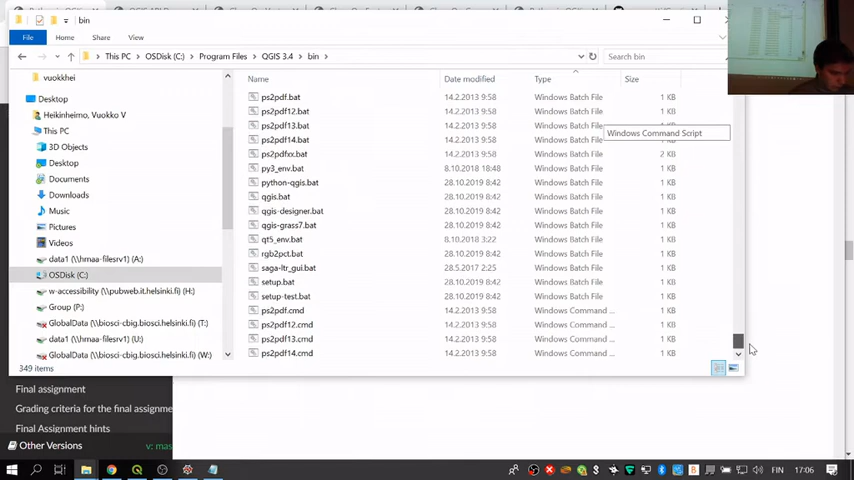 bin
File
Home
Share
View
This PC > OSDisk (C:) > Program Files > QGIS 3.4 > bin
Search bin
Name
Date modified
Type
Size
vuokkhei
Desktop
Heikinheimo, Vuokko V
This PC
3D Objects
Desktop
Documents
Downloads
Music
Pictures
Videos
data1 (\\hmaa-filesrv1) (A:)
OSDisk (C:)
w-accessibility (\\pubweb.it.helsinki.fi) (H:)
Group (P:)
GlobalData (\\biosci-cbig.biosci.helsinki.fi) (T:)
data1 (\\hmaa-filesrv1) (U:)
GlobalData (\\biosci-cbig.biosci.helsinki.fi) (W:)
ps2pdf.bat 14.2.2013 9:58 Windows Batch File 1 KB
ps2pdf12.bat 14.2.2013 9:58 Windows Batch File 1 KB
ps2pdf13.bat 14.2.2013 9:58 Windows Batch File 1 KB
ps2pdf14.bat 14.2.2013 9:58 Windows Batch File 1 KB
ps2pdfxx.bat 14.2.2013 9:58 Windows Batch File 2 KB
py3_env.bat 8.10.2018 18:48 Windows Batch File 1 KB
python-qgis.bat 28.10.2019 8:42 Windows Batch File 1 KB
qgis.bat 28.10.2019 8:42 Windows Batch File 1 KB
qgis-designer.bat 28.10.2019 8:42 Windows Batch File 1 KB
qgis-grass7.bat 28.10.2019 8:42 Windows Batch File 1 KB
qt5_env.bat 8.10.2018 3:22 Windows Batch File 1 KB
rgb2pct.bat 28.10.2019 8:42 Windows Batch File 1 KB
saga-ltr_gui.bat 28.5.2017 2:25 Windows Batch File 1 KB
setup.bat 28.10.2019 8:42 Windows Batch File 1 KB
setup-test.bat 28.10.2019 8:42 Windows Batch File 1 KB
ps2pdf.cmd 14.2.2013 9:58 Windows Command ... 1 KB
ps2pdf12.cmd 14.2.2013 9:58 Windows Command ... 1 KB
ps2pdf13.cmd 14.2.2013 9:58 Windows Command ... 1 KB
ps2pdf14.cmd 14.2.2013 9:58 Windows Command ... 1 KB
Windows Command Script
349 items
Final assignment
Grading criteria for the final assignme
Final Assignment hints
Other Versions
v: mas
FIN
17:06